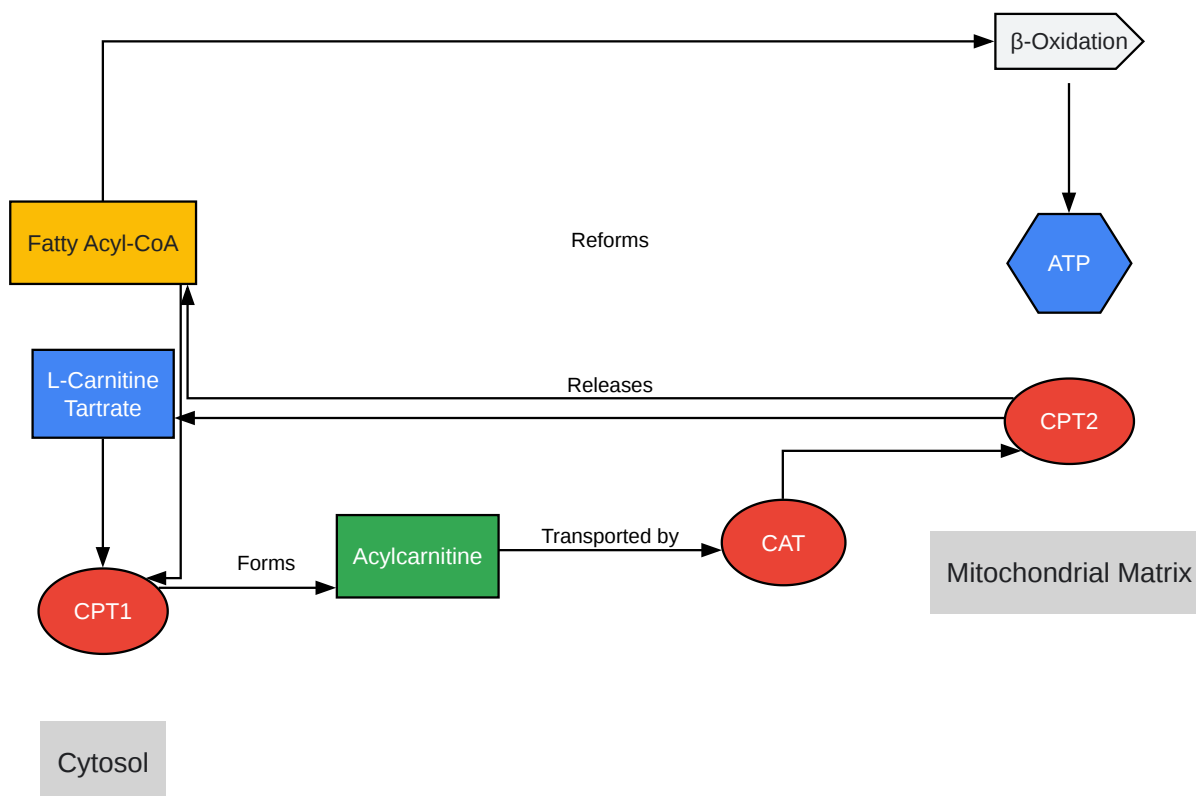 β-Oxidation
Fatty Acyl-CoA
Reforms
ATP
L-Carnitine
Tartrate
Releases
CPT2
Acylcarnitine
Transported by
CAT
Forms
CPT1
Mitochondrial Matrix
Cytosol